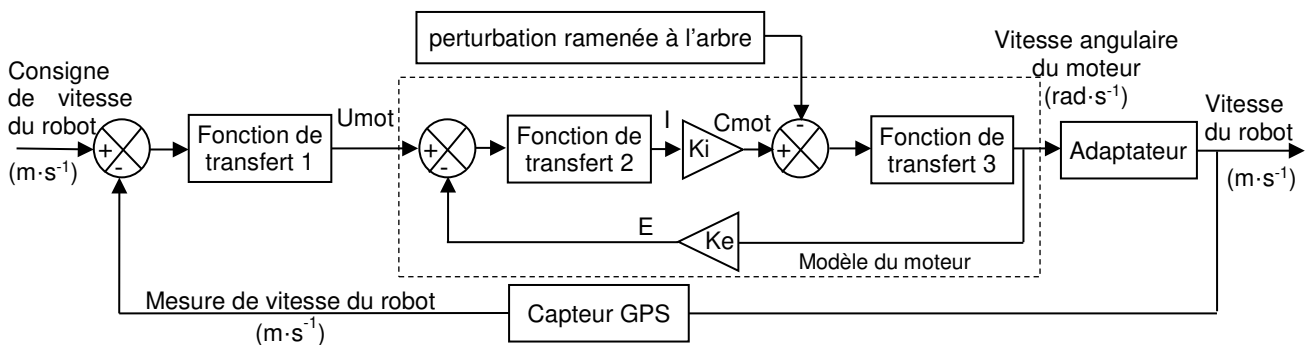 perturbation ramenée à l'arbre
Vitesse angulaire
du moteur
(rad·s⁻¹)
Consigne
de vitesse
du robot
(m·s⁻¹)
+
-
Fonction de
transfert 1
Umot
+
-
Fonction de
transfert 2
I
Ki
Cmot
-
+
Fonction de
transfert 3
Adaptateur
Vitesse
du robot
(m·s⁻¹)
E
Ke
Modèle du moteur
Mesure de vitesse du robot
(m·s⁻¹)
Capteur GPS